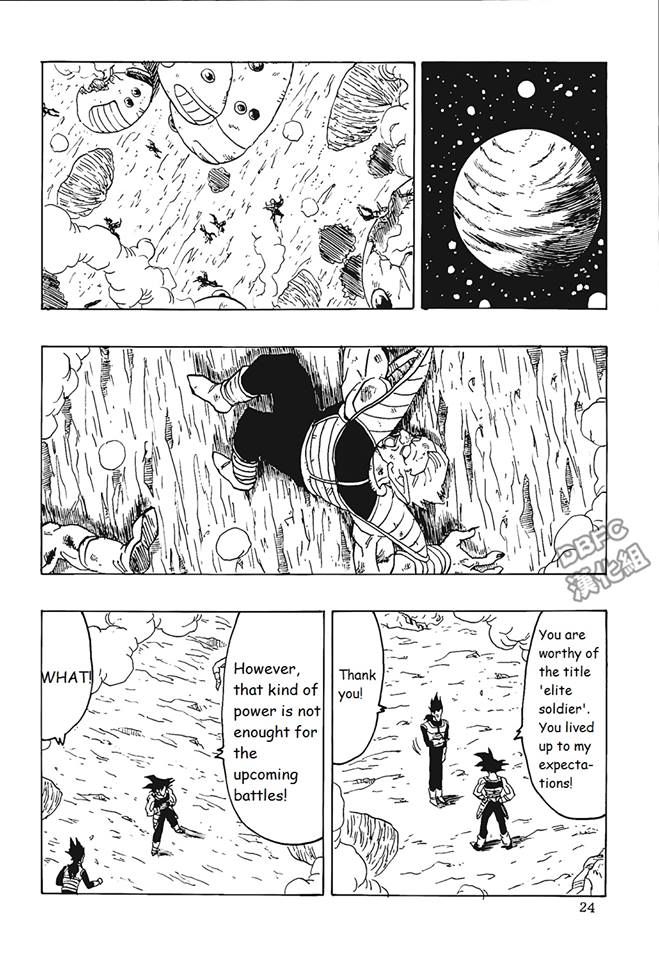 DBFC
漢化組
You are
worthy of
the title
'elite
soldier'.
You lived
up to my
expecta-
tions!
Thank
you!
However,
that kind of
power is not
enought for
the
upcoming
battles!
WHAT!
24